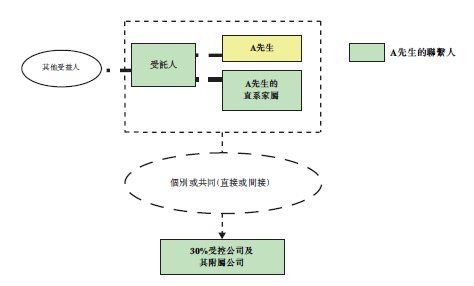 A先生
A先生的聯繫人
其他受益人
受託人
A先生的
直系家屬
個別或共同(直接或間接)
30%受控公司及
其附屬公司